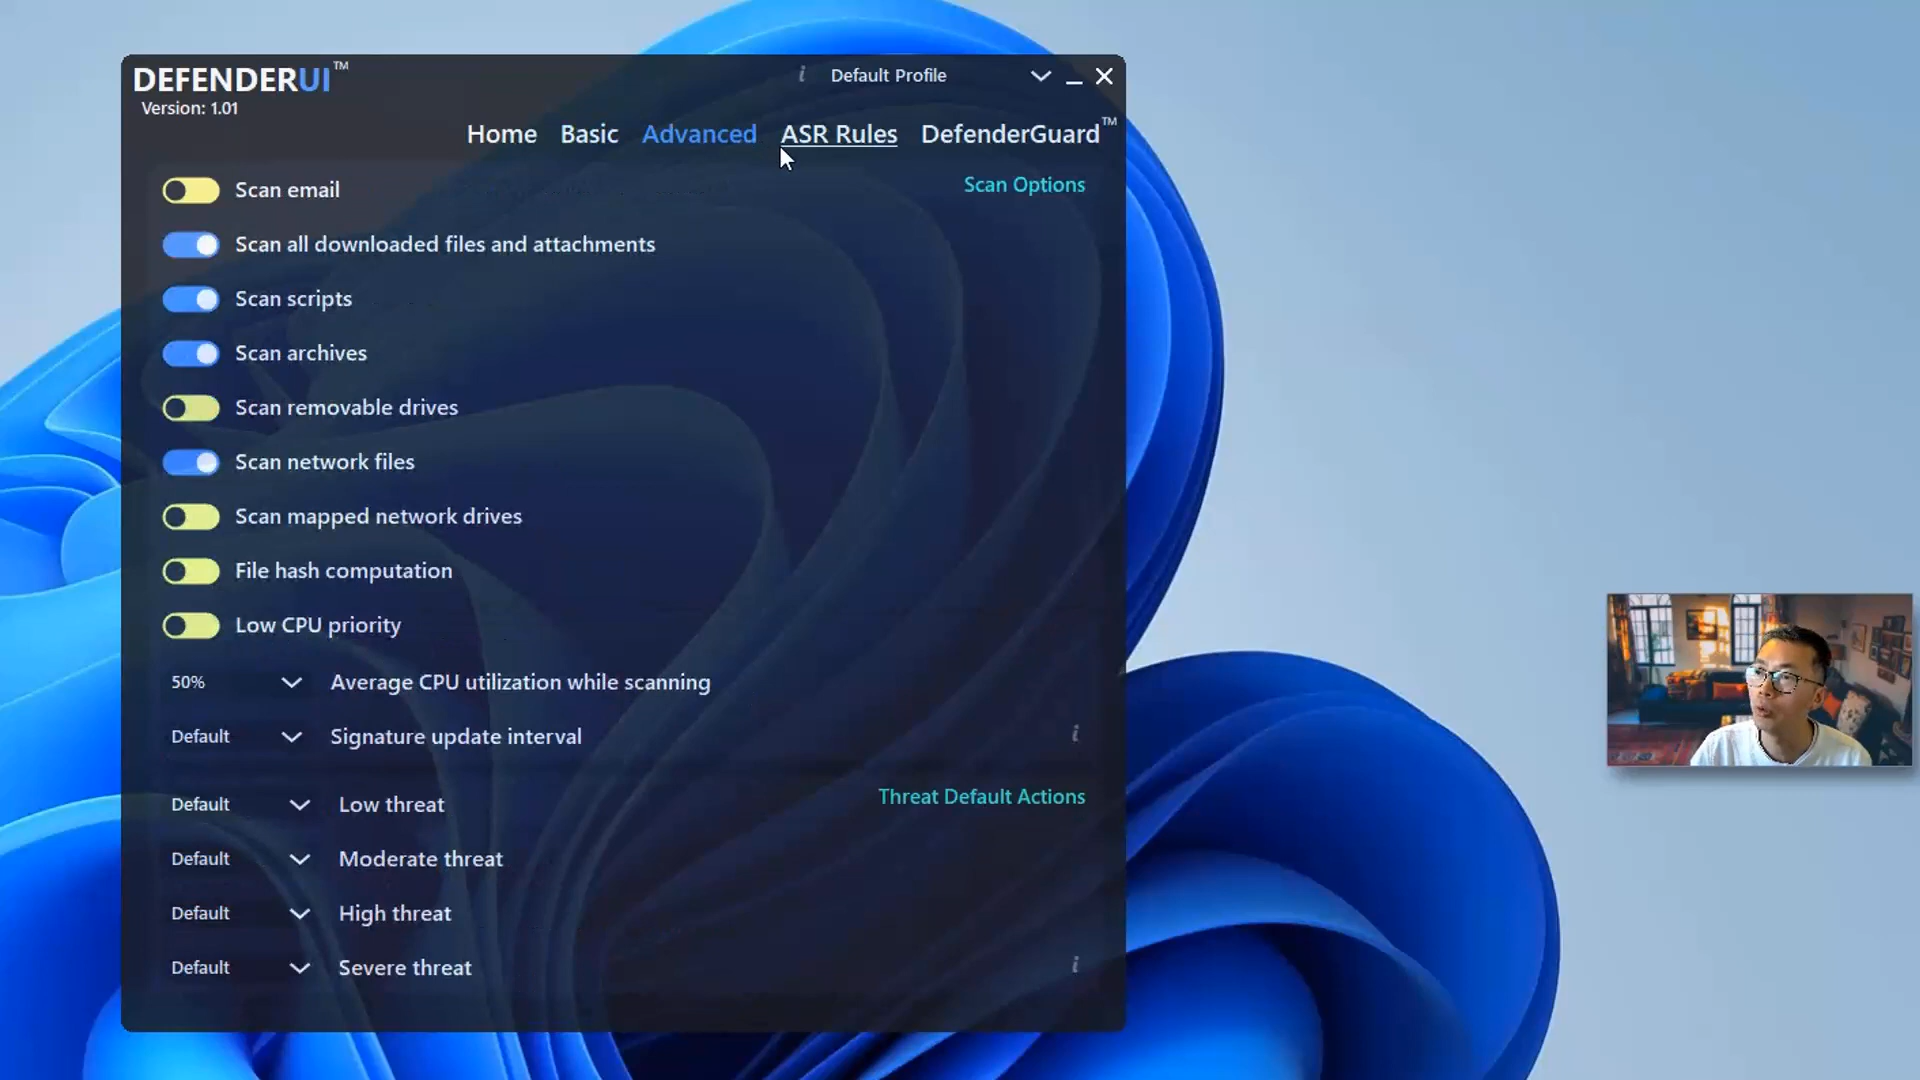 DEFENDERUI™
Version: 1.01
i Default Profile
Home Basic Advanced ASR Rules DefenderGuard™
Scan Options
Scan email
Scan all downloaded files and attachments
Scan scripts
Scan archives
Scan removable drives
Scan network files
Scan mapped network drives
File hash computation
Low CPU priority
50% Average CPU utilization while scanning
Default Signature update interval i
Threat Default Actions
Default Low threat
Default Moderate threat
Default High threat
Default Severe threat i